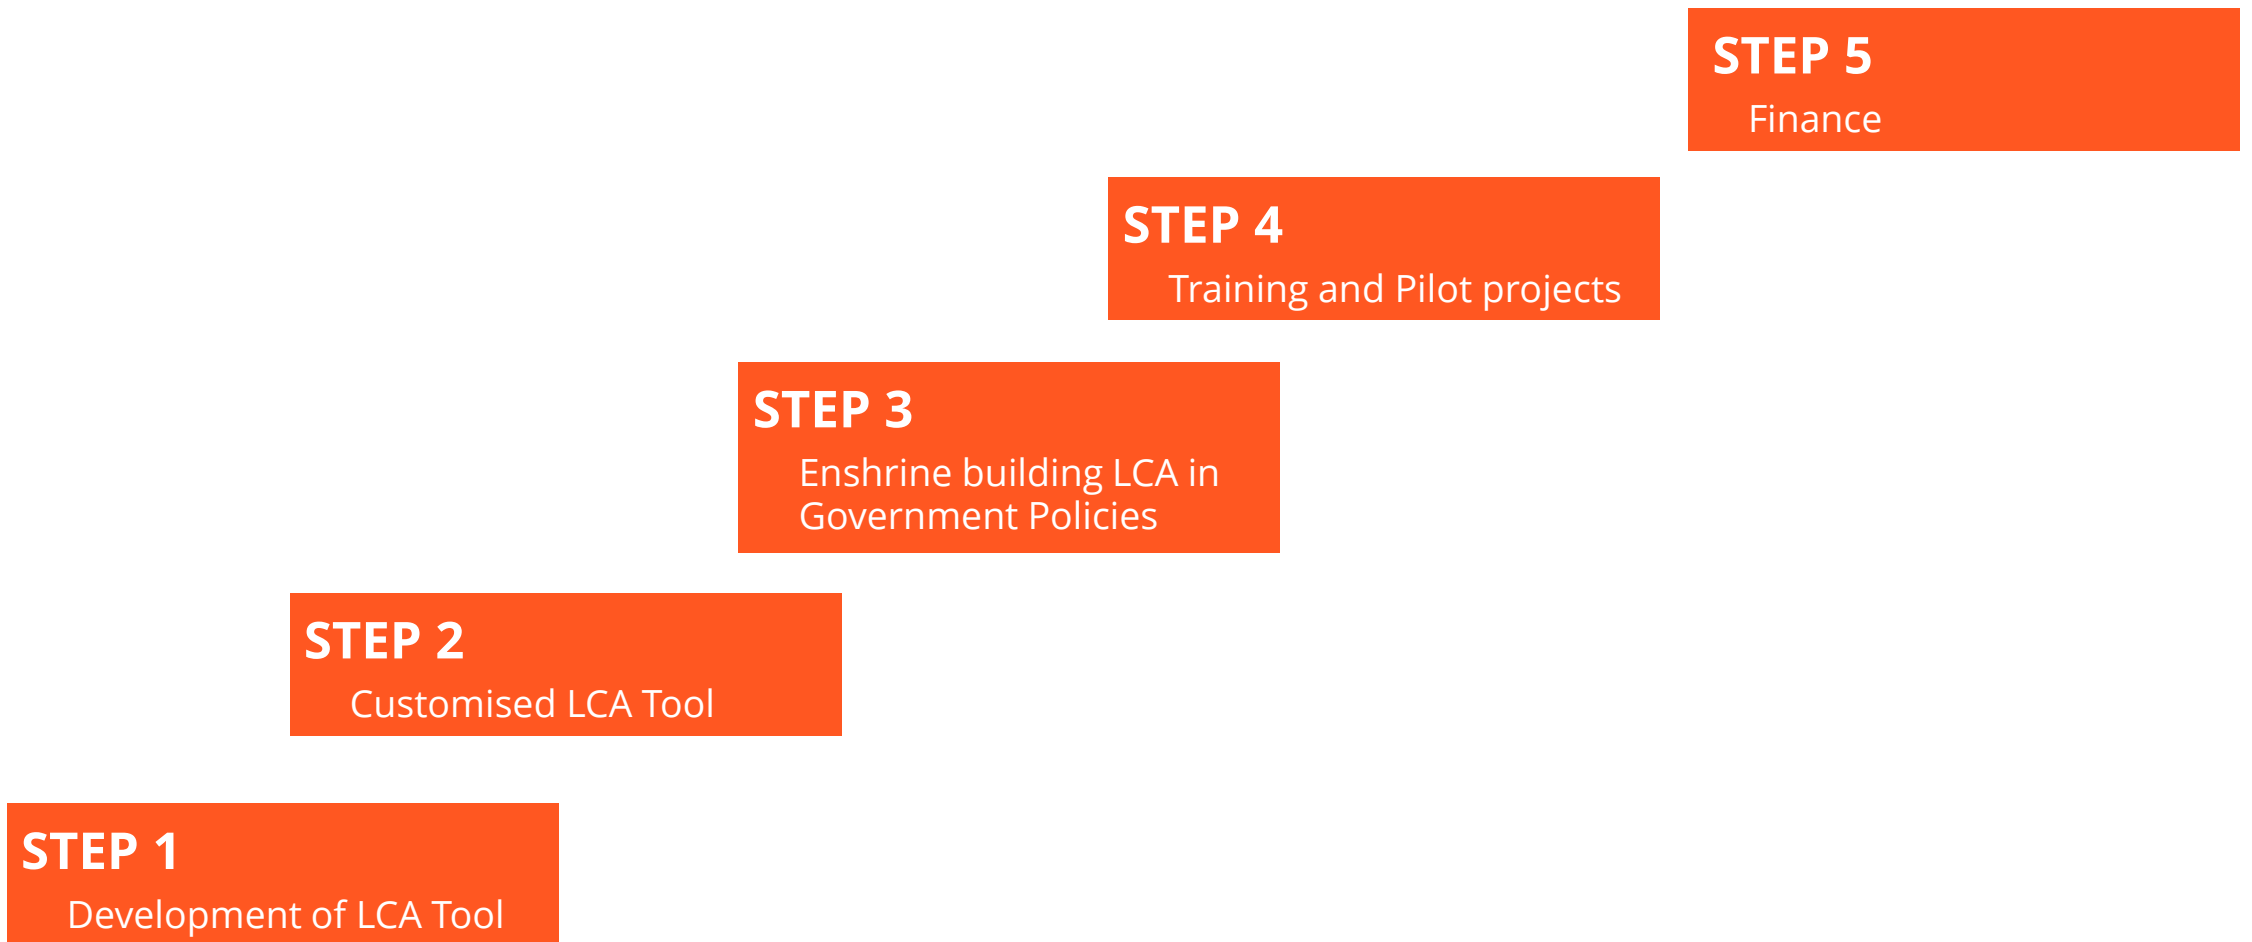 STEP 5
Finance
STEP 4
Training and Pilot projects
STEP 3
Enshrine building LCA in
Government Policies
STEP 2
Customised LCA Tool
STEP 1
Development of LCA Tool